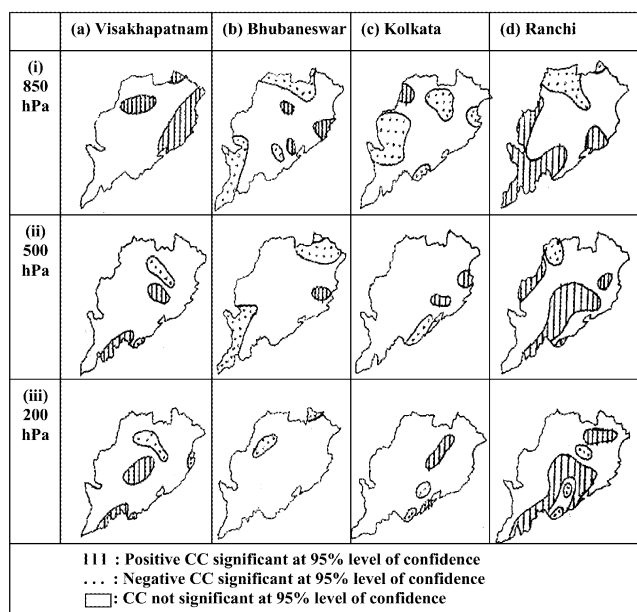 (a) Visakhapatnam (b) Bhubaneswar (c) Kolkata (d) Ranchi
(i)
850
hPa
(ii)
500
hPa
(iii)
200
hPa
: Positive CC significant at 95% level of confidence
... : Negative CC significant at 95% level of confidence
: CC not significant at 95% level of confidence